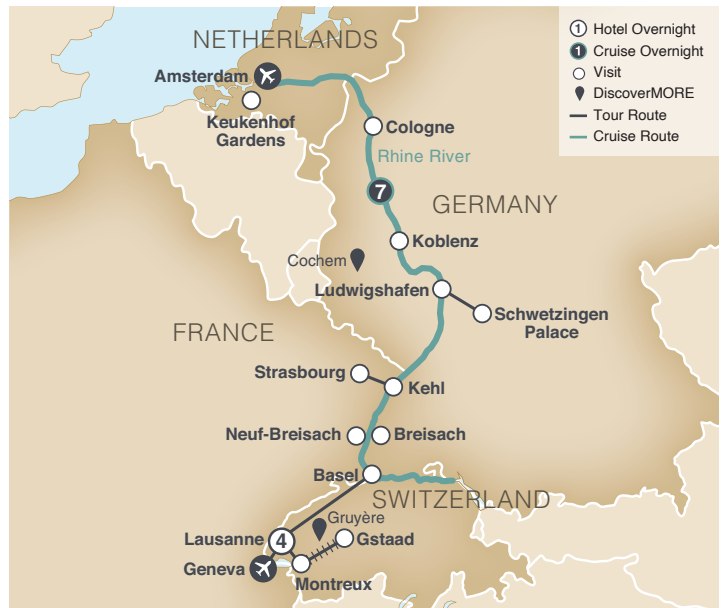 NETHERLANDS
Amsterdam
Keukenhof
Gardens
Cologne
Rhine River
7
GERMANY
Koblenz
Cochem
Ludwigshafen
Schwetzingen
Palace
FRANCE
Strasbourg
Kehl
Neuf-Breisach
Breisach
Basel
SWITZERLAND
Gruyère
Lausanne
4
Gstaad
Geneva
Montreux
1 Hotel Overnight
1 Cruise Overnight
Visit
DiscoverMORE
Tour Route
Cruise Route